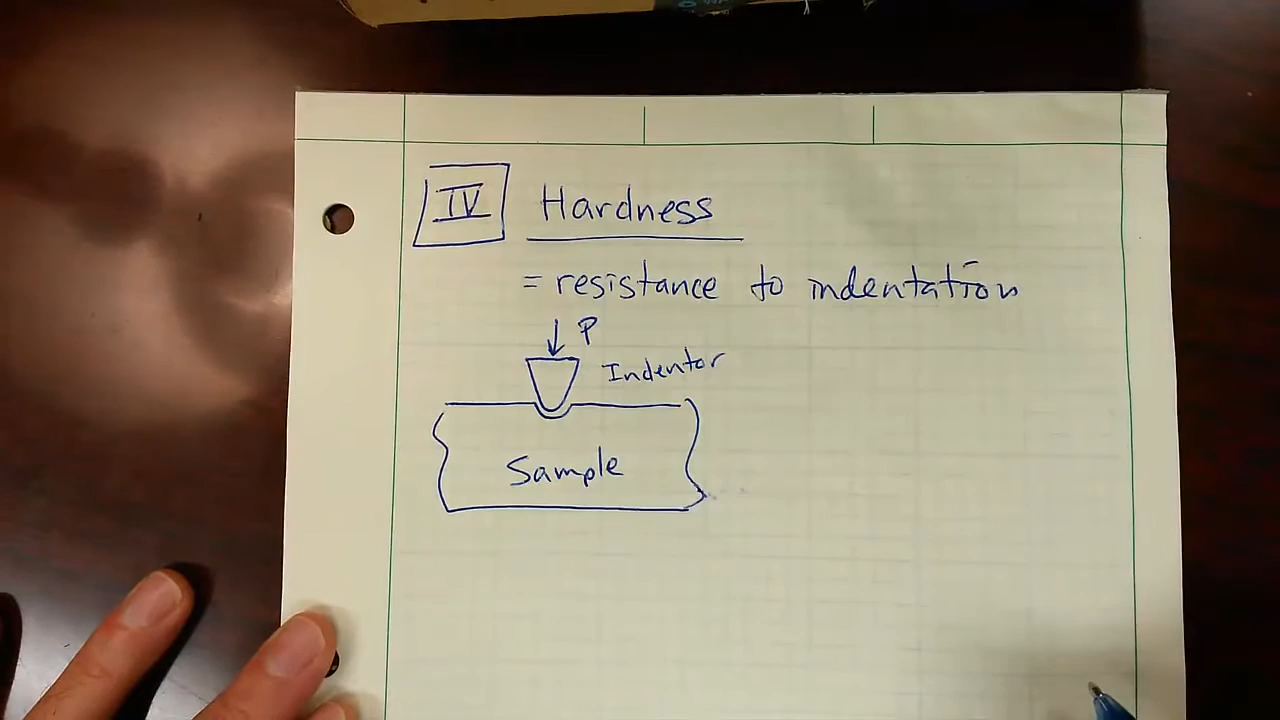 IV Hardness
= resistance to indentation
P
Indentor
Sample